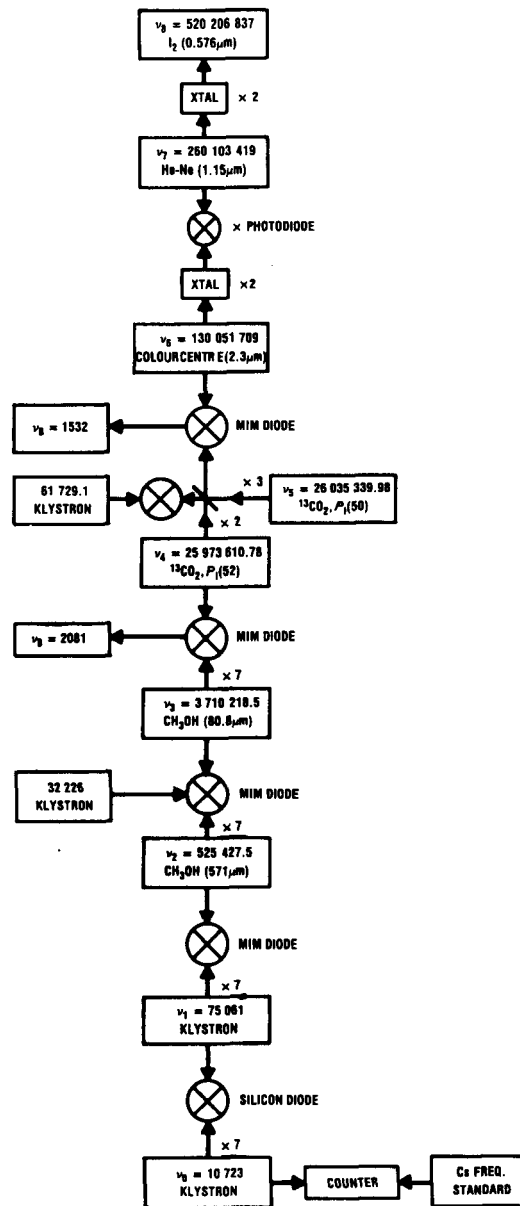 ν₈ = 520 206 837
I₂ (0.576μm)
XTAL
× 2
ν₇ = 260 103 419
He-Ne (1.15μm)
× PHOTODIODE
XTAL
×2
ν₆ = 130 051 709
COLOURCENTRE(2.3μm)
MIM DIODE
ν_B = 1532
× 3
61 729.1
KLYSTRON
ν₅ = 26 035 339.98
¹³CO₂, P_I(50)
× 2
ν₄ = 25 973 610.78
¹³CO₂, P_I(52)
MIM DIODE
ν_B = 2081
× 7
ν₃ = 3 710 218.5
CH₃OH (80.8μm)
32 226
KLYSTRON
MIM DIODE
× 7
ν₂ = 525 427.5
CH₃OH (571μm)
MIM DIODE
× 7
ν₁ = 75 061
KLYSTRON
SILICON DIODE
× 7
ν₀ = 10 723
KLYSTRON
COUNTER
Cs FREQ.
STANDARD